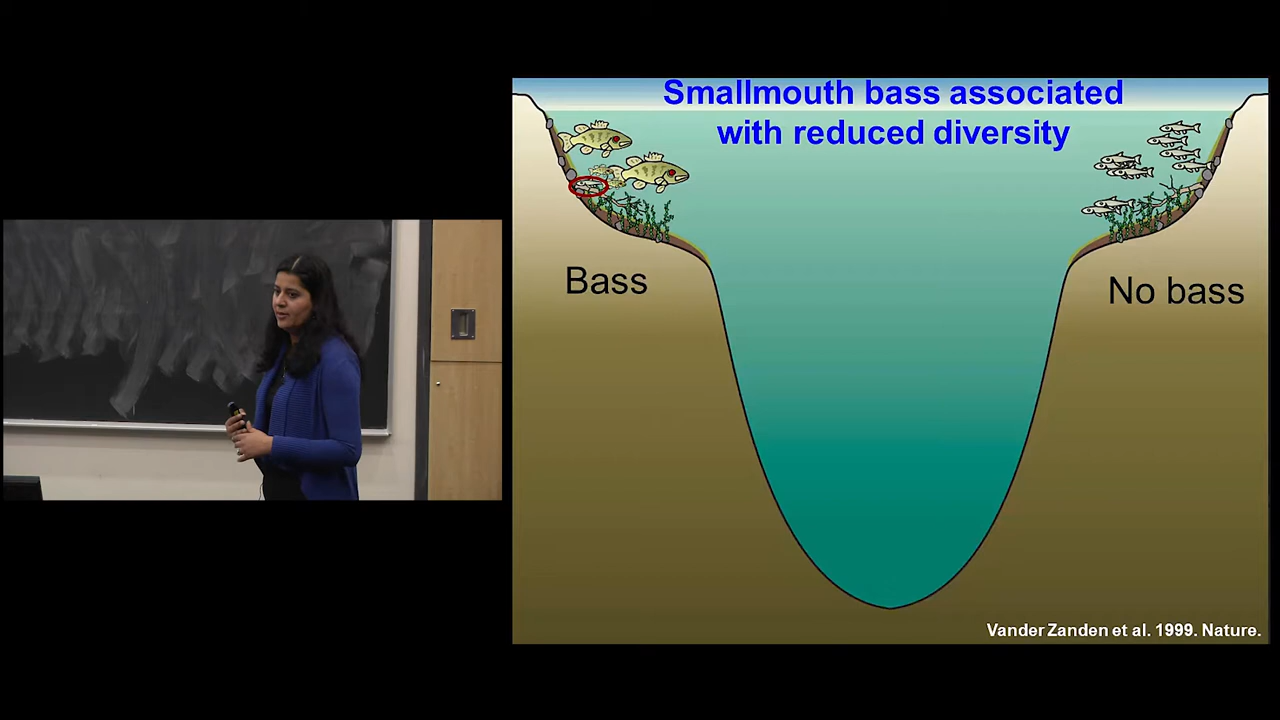 Smallmouth bass associated
with reduced diversity
Bass
No bass
Vander Zanden et al. 1999. Nature.